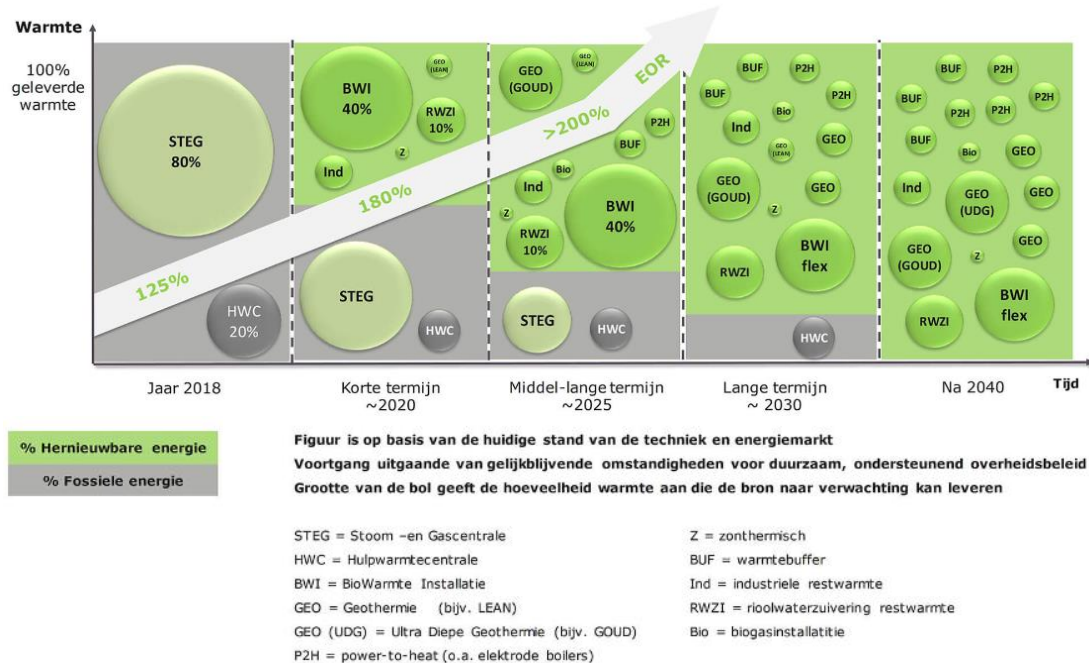 Warmte
100%
geleverde
warmte
STEG
80%
HWC
20%
125%
180%
>200%
EOR
BWI
40%
GEO
(LEAN)
RWZI
10%
Z
Ind
STEG
HWC
GEO
(GOUD)
GEO
(LEAN)
P2H
BUF
Bio
Ind
Z
RWZI
10%
BWI
40%
STEG
HWC
BUF
P2H
BUF
P2H
Bio
Ind
GEO
(LEAN)
GEO
GEO
(GOUD)
GEO
Z
RWZI
BWI
flex
HWC
BUF
P2H
BUF
P2H
P2H
P2H
BUF
Bio
GEO
Ind
GEO
(UDG)
GEO
GEO
(GOUD)
Z
GEO
RWZI
BWI
flex
Jaar 2018
Korte termijn
~2020
Middel-lange termijn
~2025
Lange termijn
~ 2030
Na 2040
Tijd
% Hernieuwbare energie
% Fossiele energie
Figuur is op basis van de huidige stand van de techniek en energiemarkt
Voortgang uitgaande van gelijkblijvende omstandigheden voor duurzaam, ondersteunend overheidsbeleid
Grootte van de bol geeft de hoeveelheid warmte aan die de bron naar verwachting kan leveren
STEG = Stoom –en Gascentrale
HWC = Hulpwarmtecentrale
BWI = BioWarmte Installatie
GEO = Geothermie (bijv. LEAN)
GEO (UDG) = Ultra Diepe Geothermie (bijv. GOUD)
P2H = power-to-heat (o.a. elektrode boilers)
Z = zonthermisch
BUF = warmtebuffer
Ind = industriele restwarmte
RWZI = rioolwaterzuivering restwarmte
Bio = biogasinstallatitie